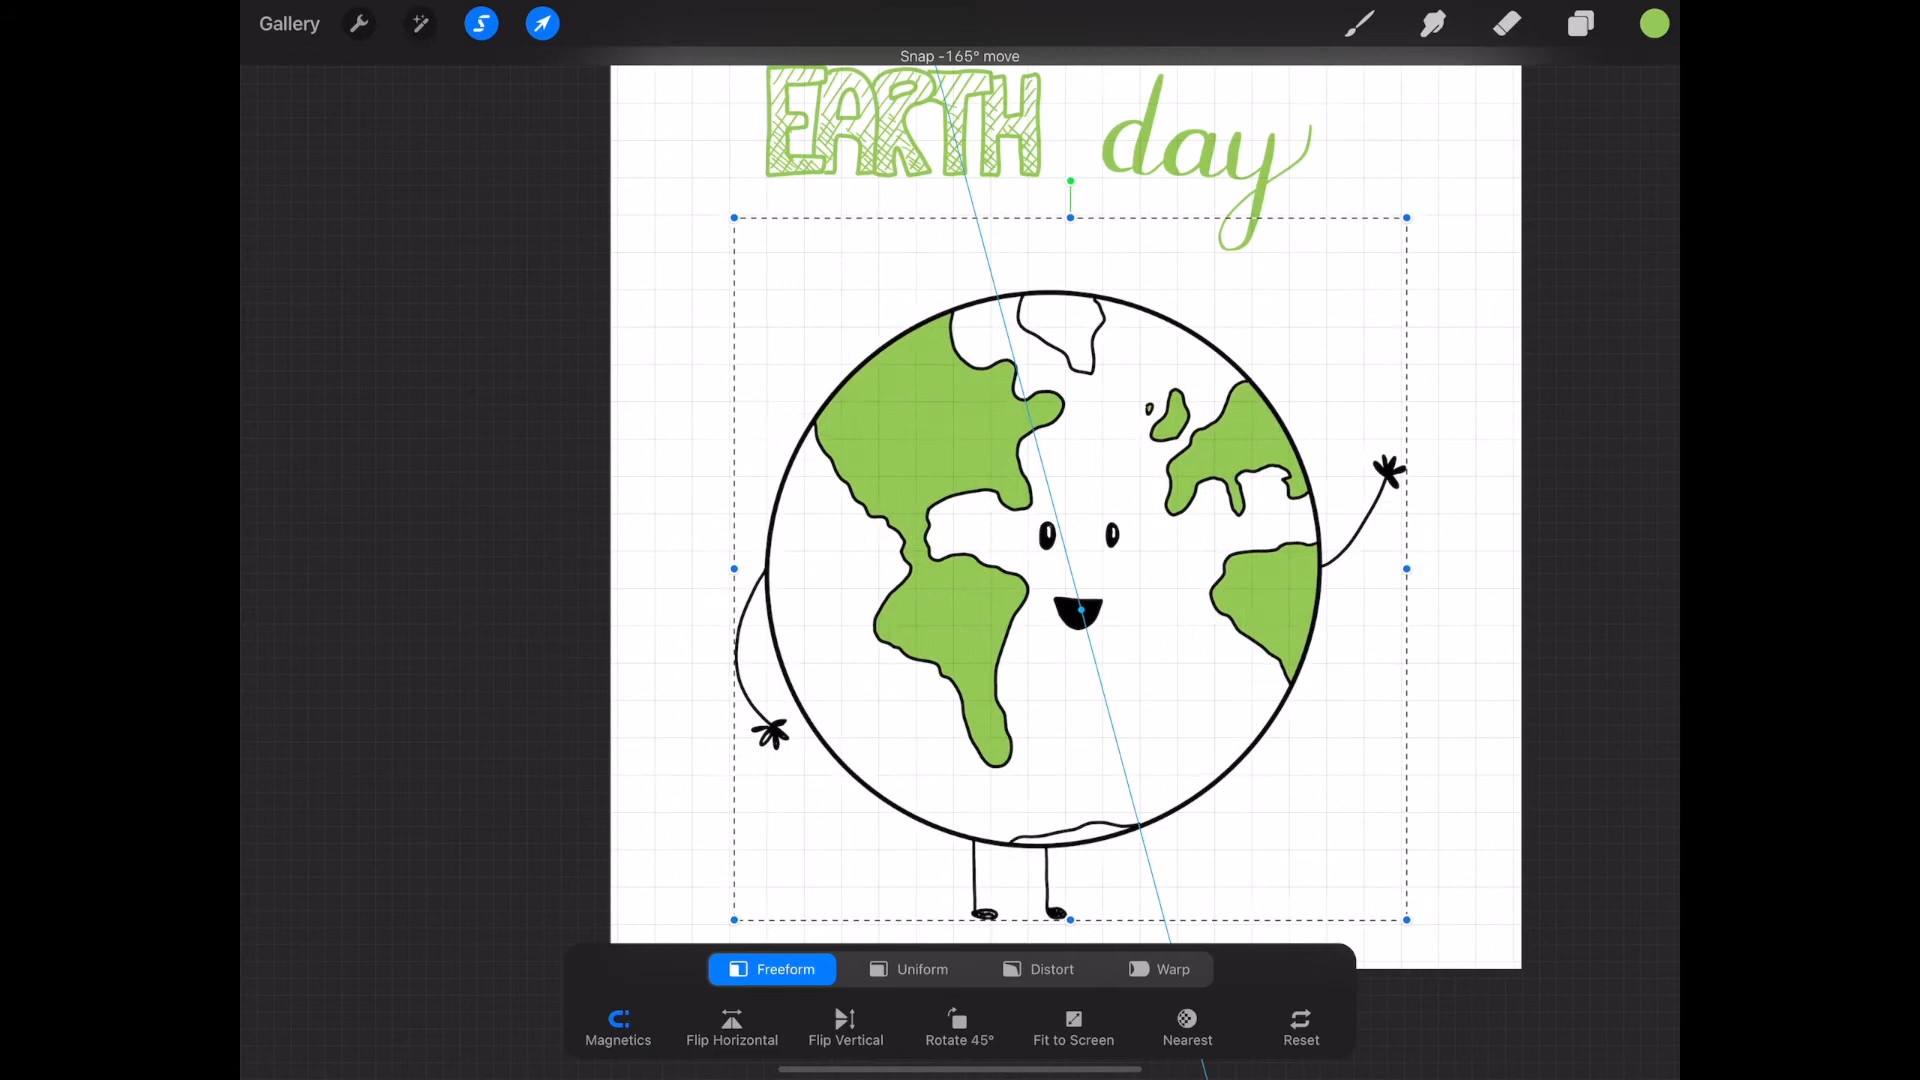 Gallery
Snap -165° move
EARTH day
Freeform Uniform Distort Warp
Magnetics Flip Horizontal Flip Vertical Rotate 45° Fit to Screen Nearest Reset